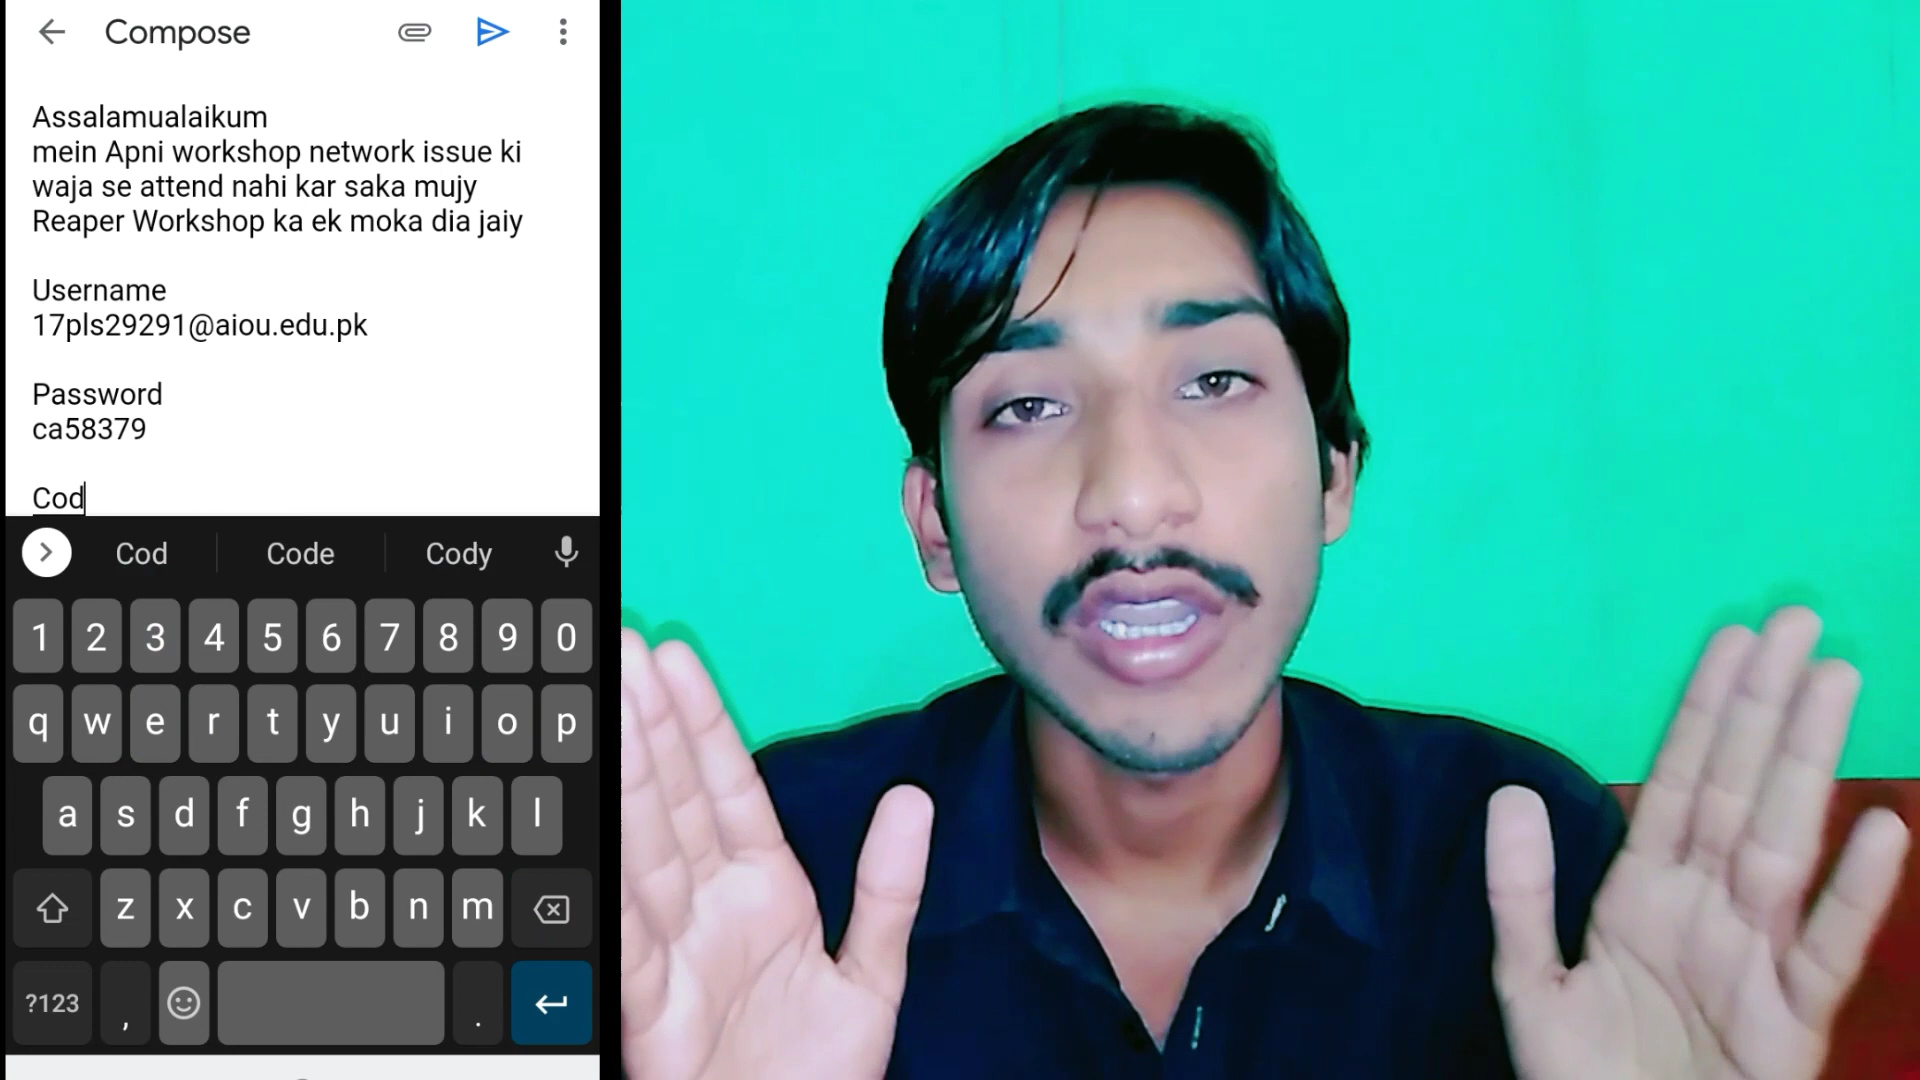 Compose
Assalamualaikum
mein Apni workshop network issue ki
waja se attend nahi kar saka mujy
Reaper Workshop ka ek moka dia jaiy
Username
17pls29291@aiou.edu.pk
Password
ca58379
Cod
Cod Code Cody
1 2 3 4 5 6 7 8 9 0
q w e r t y u i o p
a s d f g h j k l
z x c v b n m
?123 , .